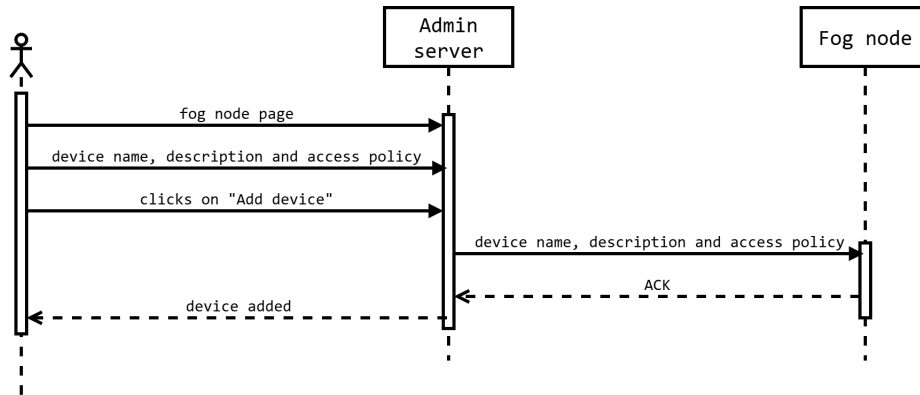 Admin
server
Fog node
fog node page
device name, description and access policy
clicks on "Add device"
device name, description and access policy
ACK
device added